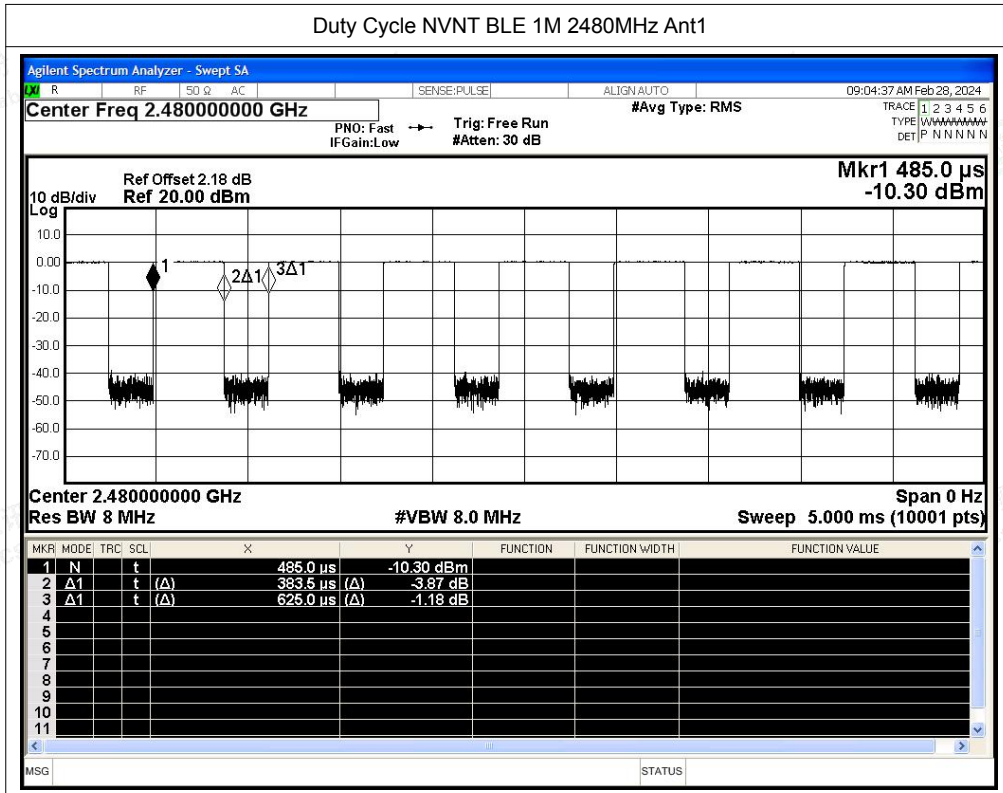 Duty Cycle NVNT BLE 1M 2480MHz Ant1
Agilent Spectrum Analyzer - Swept SA
LXI R RF 50 Ω AC SENSE:PULSE ALIGN AUTO 09:04:37 AM Feb 28, 2024
Center Freq 2.480000000 GHz #Avg Type: RMS TRACE 1 2 3 4 5 6
PNO: Fast Trig: Free Run TYPE W
IFGain:Low #Atten: 30 dB DET P N N N N N
Mkr1 485.0 µs
Ref Offset 2.18 dB
10 dB/div Ref 20.00 dBm -10.30 dBm
Log
10.0
0.00
1 2Δ1 3Δ1
-10.0
-20.0
-30.0
-40.0
-50.0
-60.0
-70.0
Center 2.480000000 GHz Span 0 Hz
Res BW 8 MHz #VBW 8.0 MHz Sweep 5.000 ms (10001 pts)
MKR MODE TRC SCL X Y FUNCTION FUNCTION WIDTH FUNCTION VALUE
1 N t 485.0 µs -10.30 dBm
2 Δ1 t (Δ) 383.5 µs (Δ) -3.87 dB
3 Δ1 t (Δ) 625.0 µs (Δ) -1.18 dB
4
5
6
7
8
9
10
11
MSG STATUS